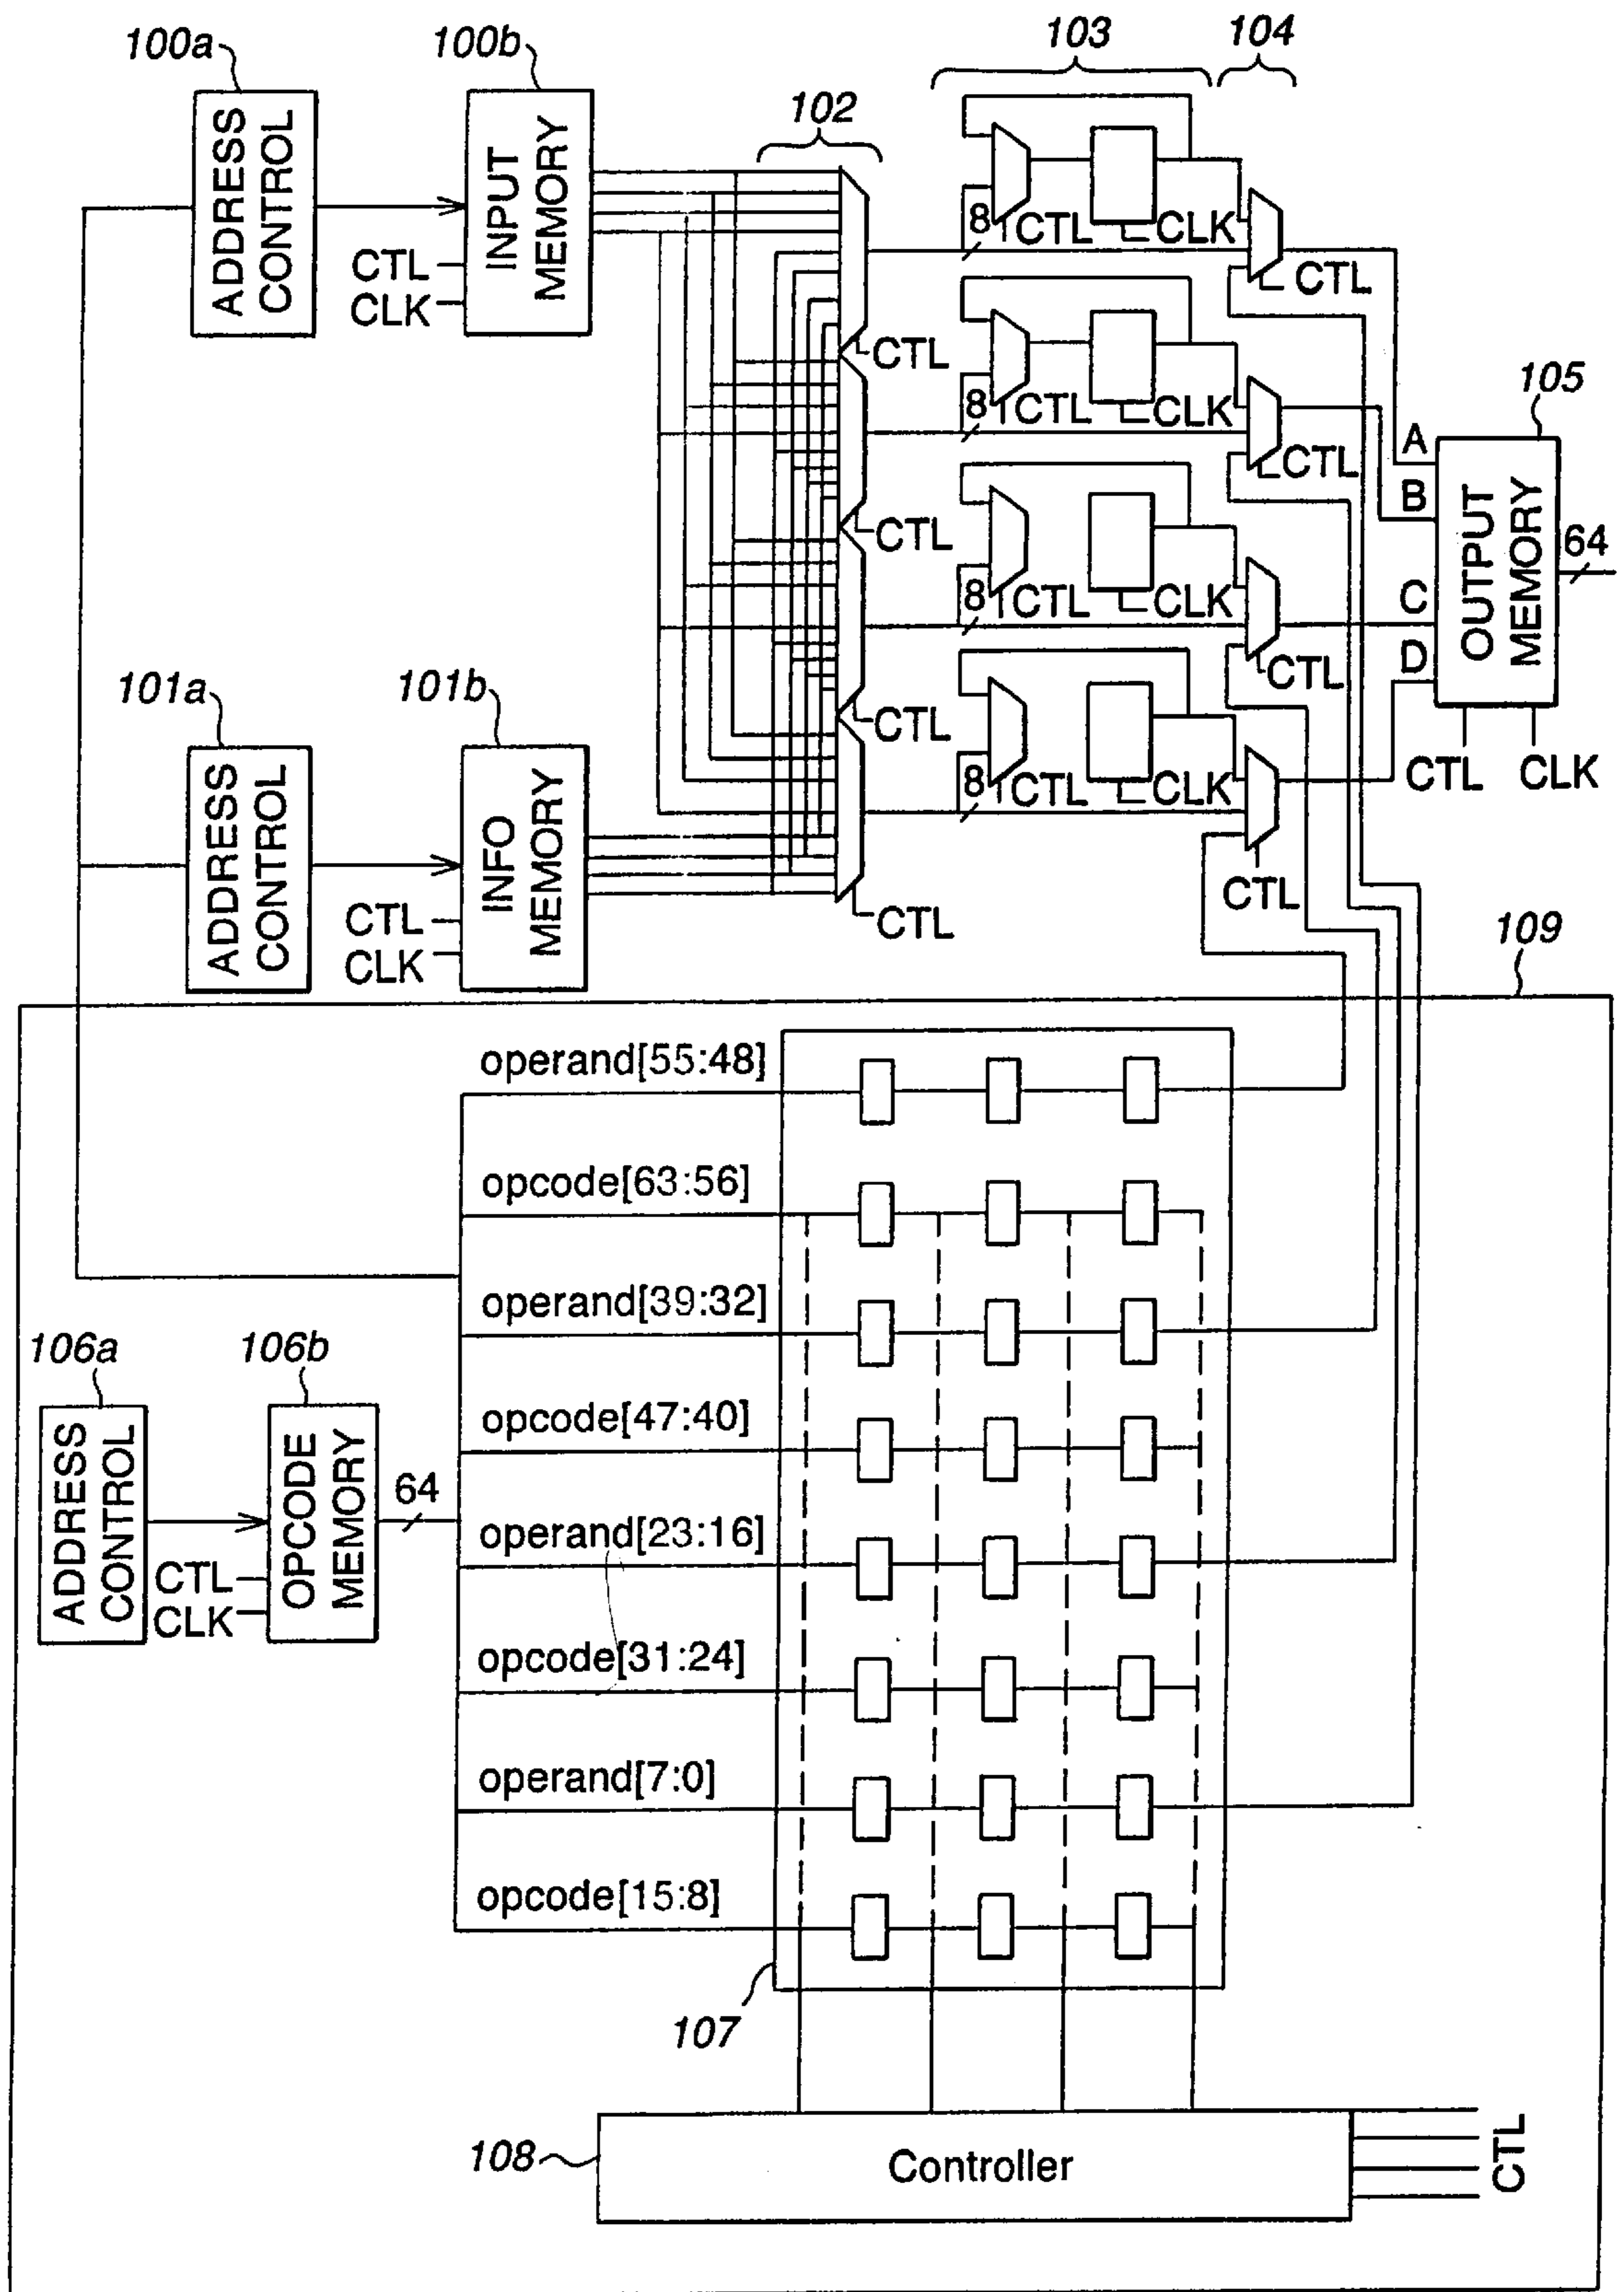 100a
100b
103
104
102
ADDRESS
CONTROL
INPUT
MEMORY
CTL
CLK
8
CTL
CLK
CTL
CTL
8
CTL
CLK
CTL
CTL
8
CTL
CLK
CTL
CTL
8
CTL
CLK
CTL
CTL
105
A
B
C
D
OUTPUT
MEMORY
64
CTL
CLK
101a
101b
ADDRESS
CONTROL
INFO
MEMORY
CTL
CLK
109
operand[55:48]
opcode[63:56]
operand[39:32]
opcode[47:40]
operand[23:16]
opcode[31:24]
operand[7:0]
opcode[15:8]
106a
106b
ADDRESS
CONTROL
OPCODE
MEMORY
64
CTL
CLK
107
108
Controller
CTL